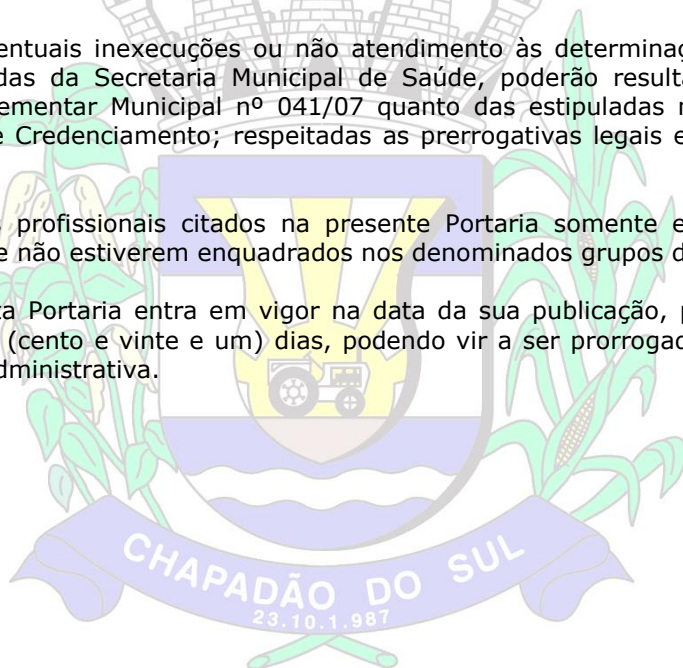 entuais inexecuções ou não atendimento às determinaç
das da Secretaria Municipal de Saúde, poderão resulta
ementar Municipal nº 041/07 quanto das estipuladas
e Credenciamento; respeitadas as prerrogativas legais e
profissionais citados na presente Portaria somente e
e não estiverem enquadrados nos denominados grupos d
ta Portaria entra em vigor na data da sua publicação, p
(cento e vinte e um) dias, podendo vir a ser prorrogad
dministrativa.
CHAPADÃO DO SUL
23.10.1.987